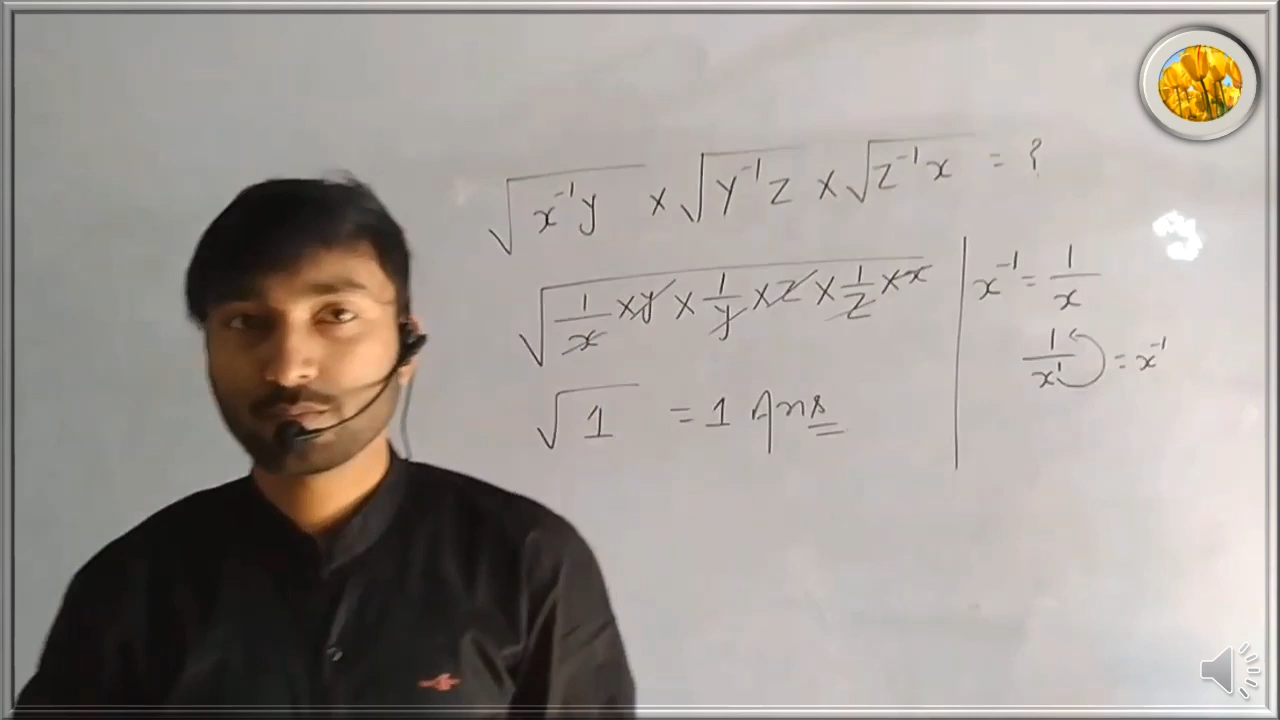 √(x⁻¹y) × √(y⁻¹z) × √(z⁻¹x) = ?
√(1/x × y × 1/y × z × 1/z × x)
√1 = 1 Ans
x⁻¹ = 1/x
1/x¹ = x⁻¹